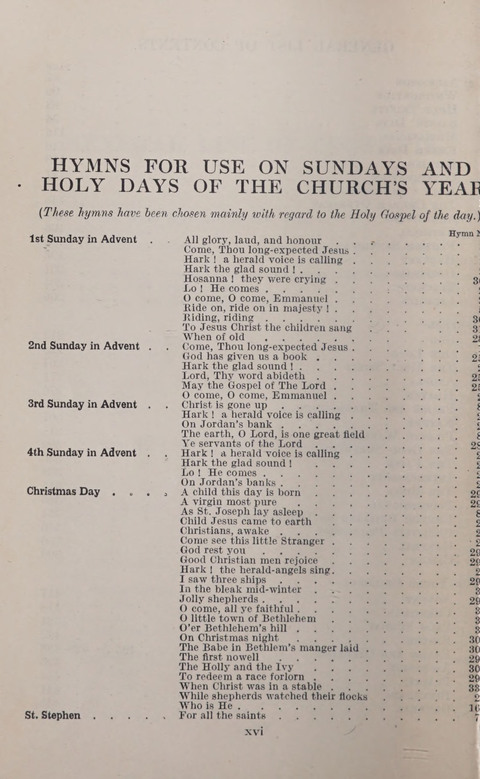 HYMNS FOR USE ON SUNDAYS AND
HOLY DAYS OF THE CHURCH'S YEAR
(These hymns have been chosen mainly with regard to the Holy Gospel of the day.)
Hymn N
1st Sunday in Advent . . All glory, laud, and honour
Come, Thou long-expected Jesus
Hark! a herald voice is calling
Hark the glad sound!
Hosanna! they were crying
Lo! He comes
O come, O come, Emmanuel
Ride on, ride on in majesty!
Riding, riding
To Jesus Christ the children sang
When of old
2nd Sunday in Advent . . Come, Thou long-expected Jesus
God has given us a book
Hark the glad sound!
Lord, Thy word abideth
May the Gospel of The Lord
O come, O come, Emmanuel
3rd Sunday in Advent . . Christ is gone up
Hark! a herald voice is calling
On Jordan's bank
The earth, O Lord, is one great field
Ye servants of the Lord
4th Sunday in Advent . . Hark! a herald voice is calling
Hark the glad sound!
Lo! He comes
On Jordan's banks
Christmas Day . . . . A child this day is born
A virgin most pure
As St. Joseph lay asleep
Child Jesus came to earth
Christians, awake
Come see this little Stranger
God rest you
Good Christian men rejoice
Hark! the herald-angels sing
I saw three ships
In the bleak mid-winter
Jolly shepherds
O come, all ye faithful
O little town of Bethlehem
O'er Bethlehem's hill
On Christmas night
The Babe in Bethlem's manger laid
The first nowell
The Holly and the Ivy
To redeem a race forlorn
When Christ was in a stable
While shepherds watched their flocks
Who is He
St. Stephen . . . . . For all the saints
xvi